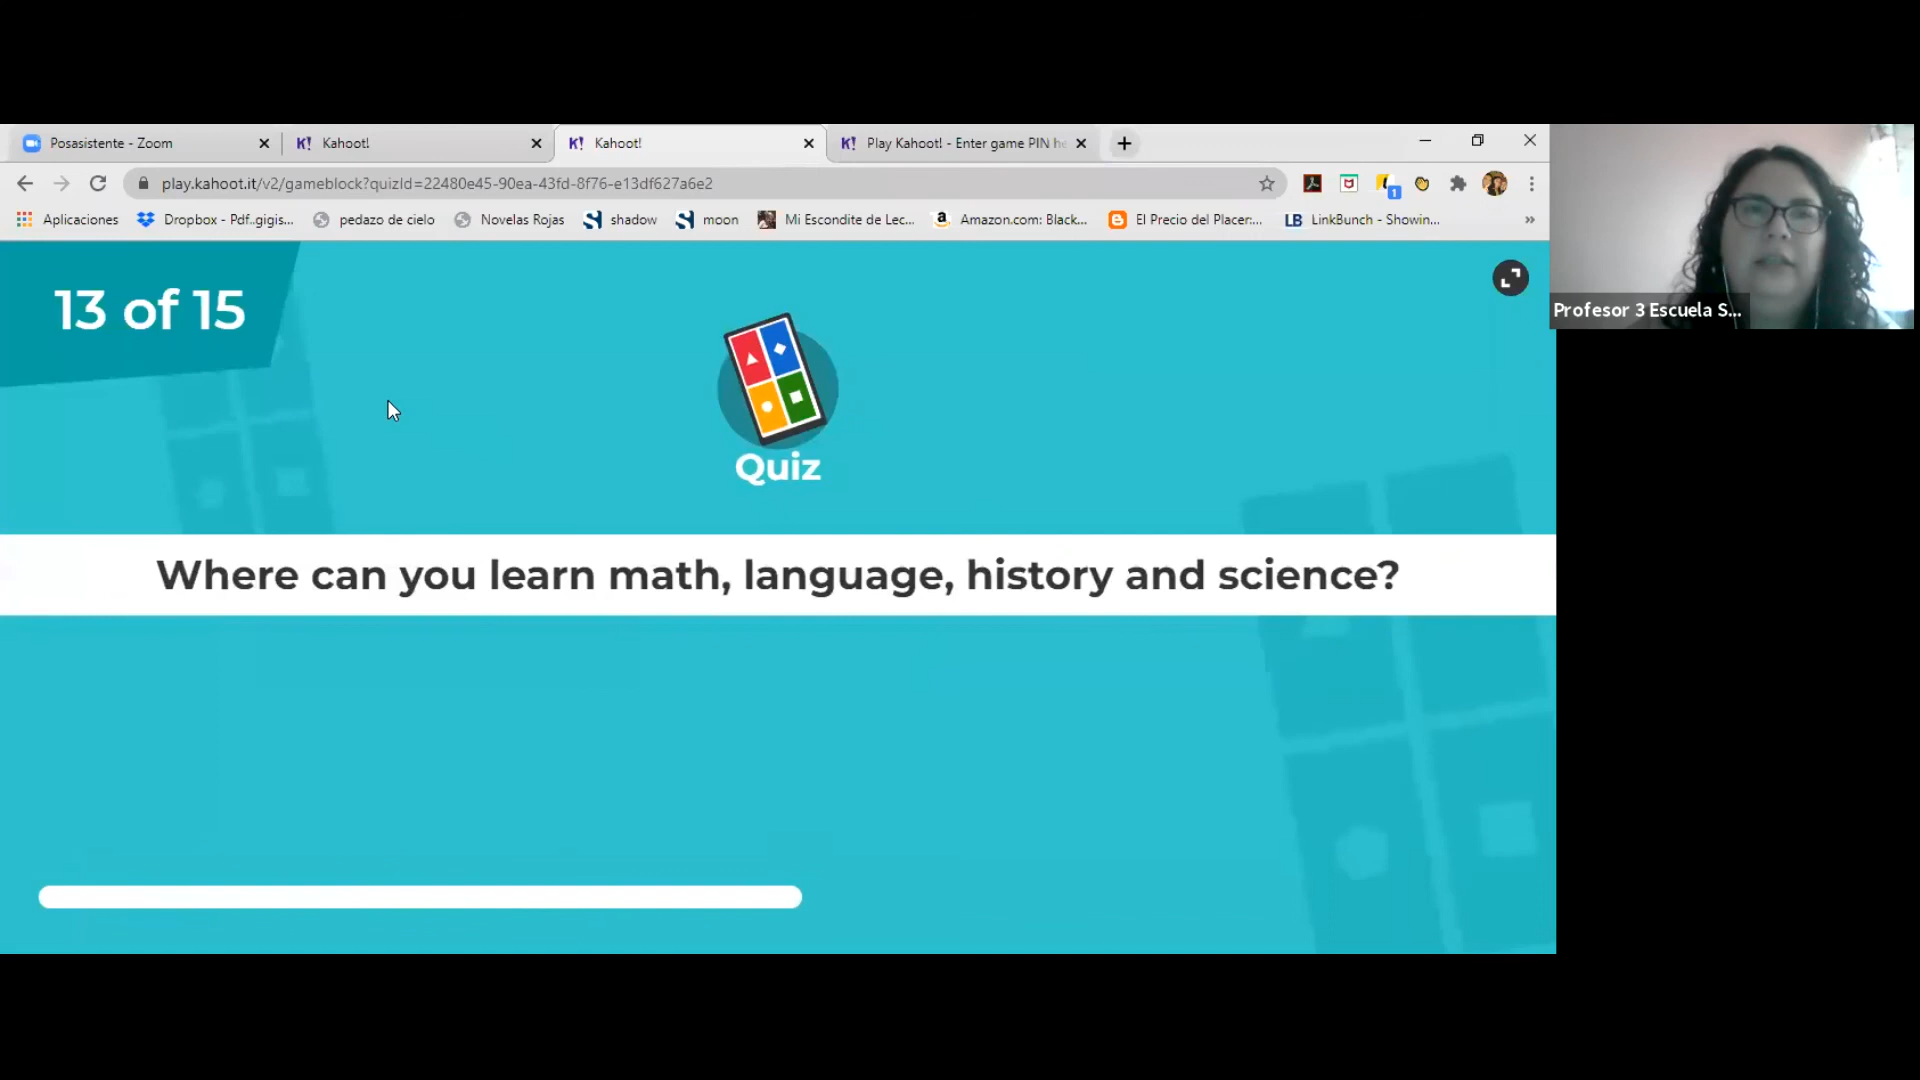 Posasistente - Zoom
K! Kahoot!
K! Kahoot!
K! Play Kahoot! - Enter game PIN he
play.kahoot.it/v2/gameblock?quizId=22480e45-90ea-43fd-8f76-e13df627a6e2
1
Aplicaciones
Dropbox - Pdf..gigis...
pedazo de cielo
Novelas Rojas
shadow
moon
Mi Escondite de Lec...
a Amazon.com: Black...
El Precio del Placer:...
LB LinkBunch - Showin...
»
13 of 15
Profesor 3 Escuela S...
Quiz
Where can you learn math, language, history and science?